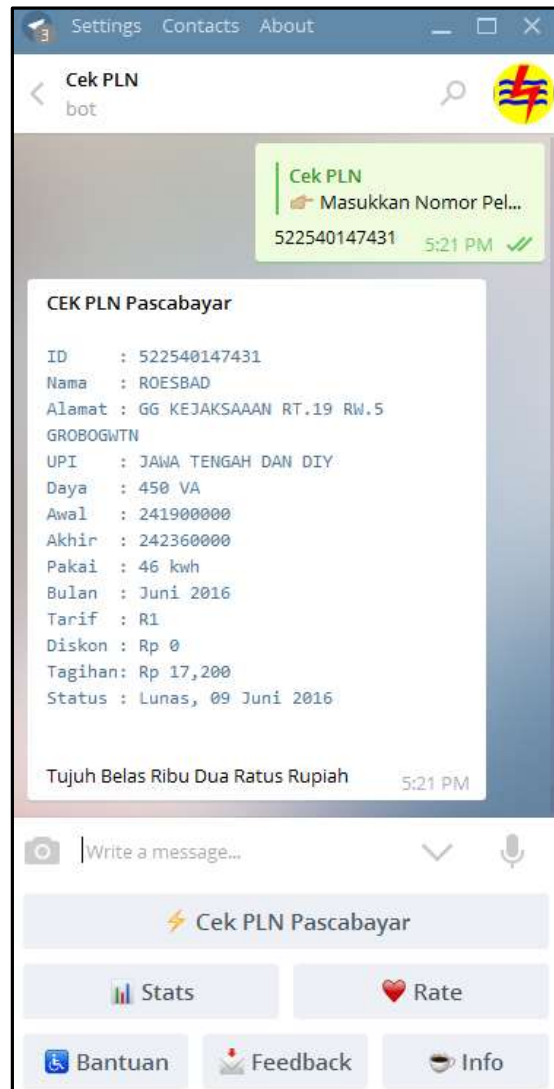 3
Settings Contacts About
Cek PLN
bot
Cek PLN
Masukkan Nomor Pel...
522540147431 5:21 PM
CEK PLN Pascabayar
ID : 522540147431
Nama : ROESBAD
Alamat : GG KEJAKSAAAN RT.19 RW.5
GROBOGWTN
UPI : JAWA TENGAH DAN DIY
Daya : 450 VA
Awal : 241900000
Akhir : 242360000
Pakai : 46 kwh
Bulan : Juni 2016
Tarif : R1
Diskon : Rp 0
Tagihan: Rp 17,200
Status : Lunas, 09 Juni 2016
Tujuh Belas Ribu Dua Ratus Rupiah 5:21 PM
Write a message...
Cek PLN Pascabayar
Stats Rate
Bantuan Feedback Info